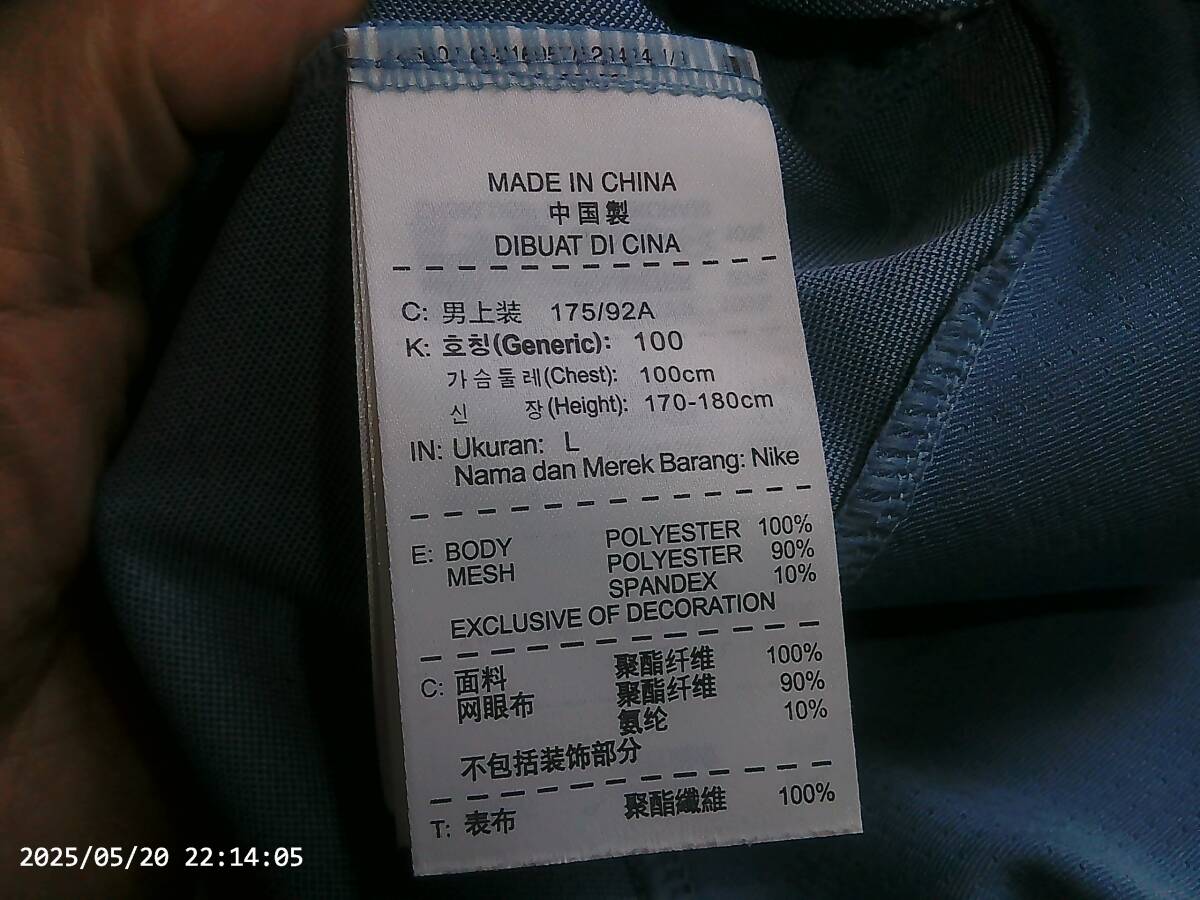 MADE IN CHINA
中国製
DIBUAT DI CINA
C: 男上装 175/92A
K: 호칭(Generic): 100
가슴둘레(Chest): 100cm
신 장(Height): 170-180cm
IN: Ukuran: L
Nama dan Merek Barang: Nike
E: BODY POLYESTER 100%
MESH POLYESTER 90%
SPANDEX 10%
EXCLUSIVE OF DECORATION
C: 面料 聚酯纤维 100%
网眼布 聚酯纤维 90%
氨纶 10%
不包括装饰部分
T: 表布 聚酯纖維 100%
2025/05/20 22:14:05